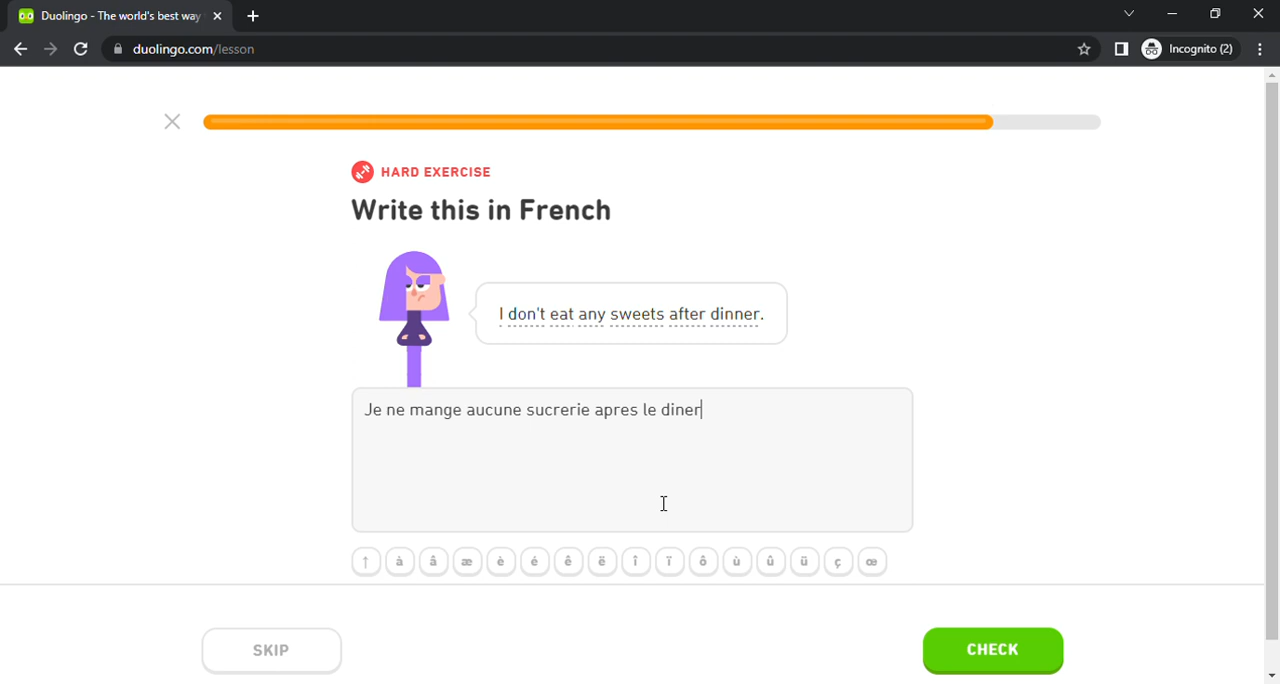 Duolingo - The world's best way
duolingo.com/lesson
Incognito (2)
HARD EXERCISE
Write this in French
I don't eat any sweets after dinner.
Je ne mange aucune sucrerie apres le diner
↑ à â æ è é ê ë î ï ô ù û ü ç œ
SKIP
CHECK